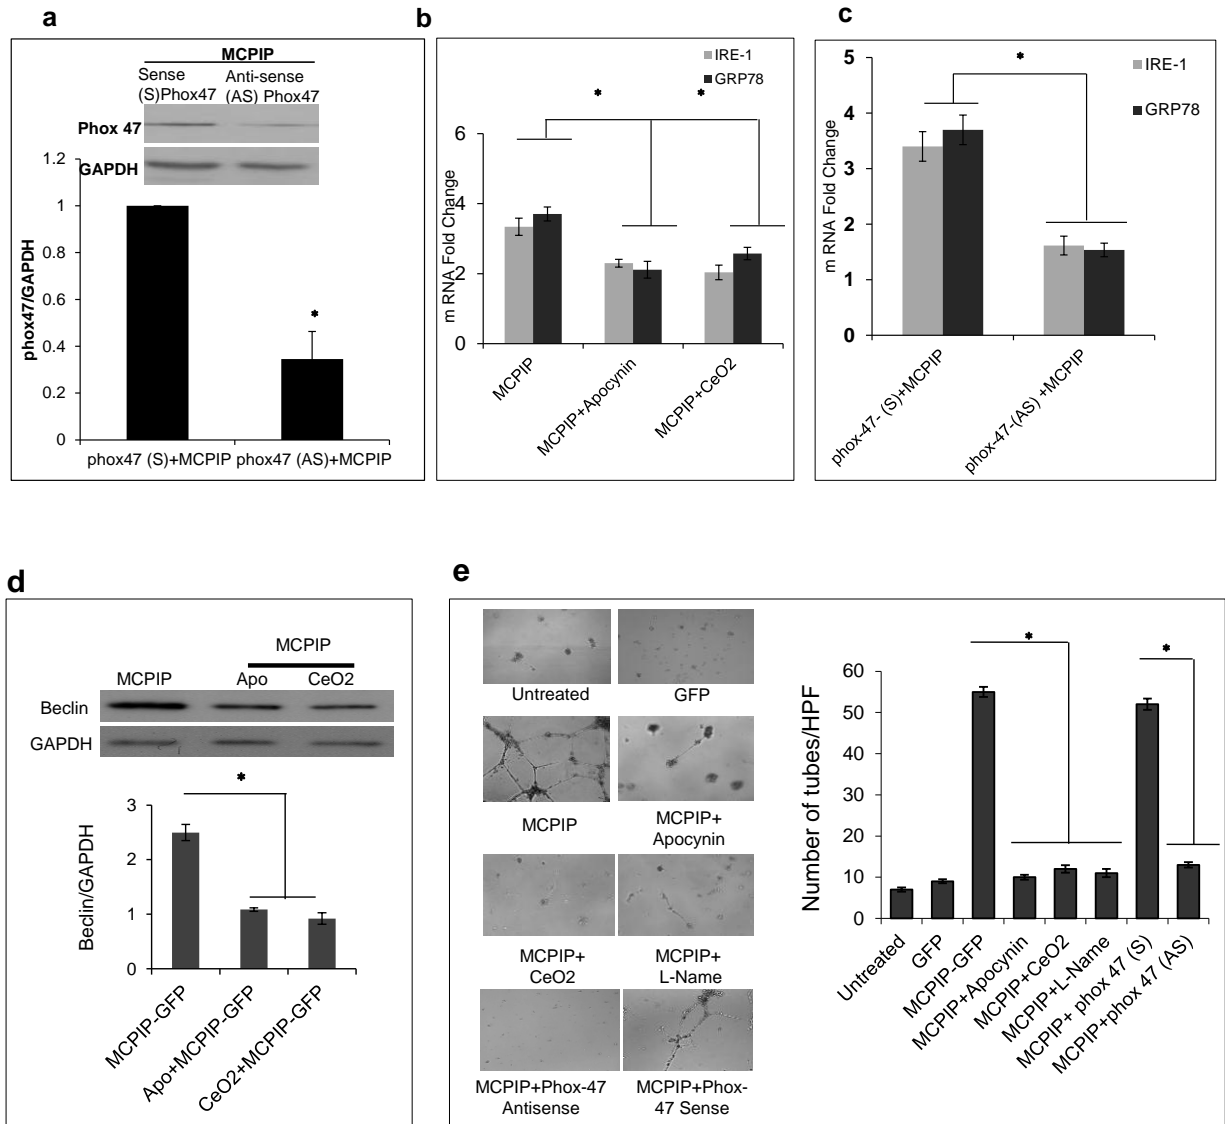 a
MCPIP
Sense
(S)Phox47
Anti-sense
(AS) Phox47
Phox 47
GAPDH
1.2
1
0.8
0.6
0.4
0.2
0
phox47/GAPDH
*
phox47 (S)+MCPIP
phox47 (AS)+MCPIP
b
IRE-1
GRP78
*
*
6
4
2
0
m RNA Fold Change
MCPIP
MCPIP+Apocynin
MCPIP+CeO2
c
IRE-1
GRP78
*
5
4
3
2
1
0
m RNA Fold Change
phox-47- (S)+MCPIP
phox-47-(AS) +MCPIP
d
MCPIP
MCPIP
Apo
CeO2
Beclin
GAPDH
*
3
2
1
0
Beclin/GAPDH
MCPIP-GFP
Apo+MCPIP-GFP
CeO2+MCPIP-GFP
e
Untreated
GFP
MCPIP
MCPIP+
Apocynin
MCPIP+
CeO2
MCPIP+
L-Name
MCPIP+Phox-47
Antisense
MCPIP+Phox-
47 Sense
*
*
60
50
40
30
20
10
0
Number of tubes/HPF
Untreated
GFP
MCPIP-GFP
MCPIP+Apocynin
MCPIP+CeO2
MCPIP+L-Name
MCPIP+ phox 47 (S)
MCPIP+phox 47 (AS)